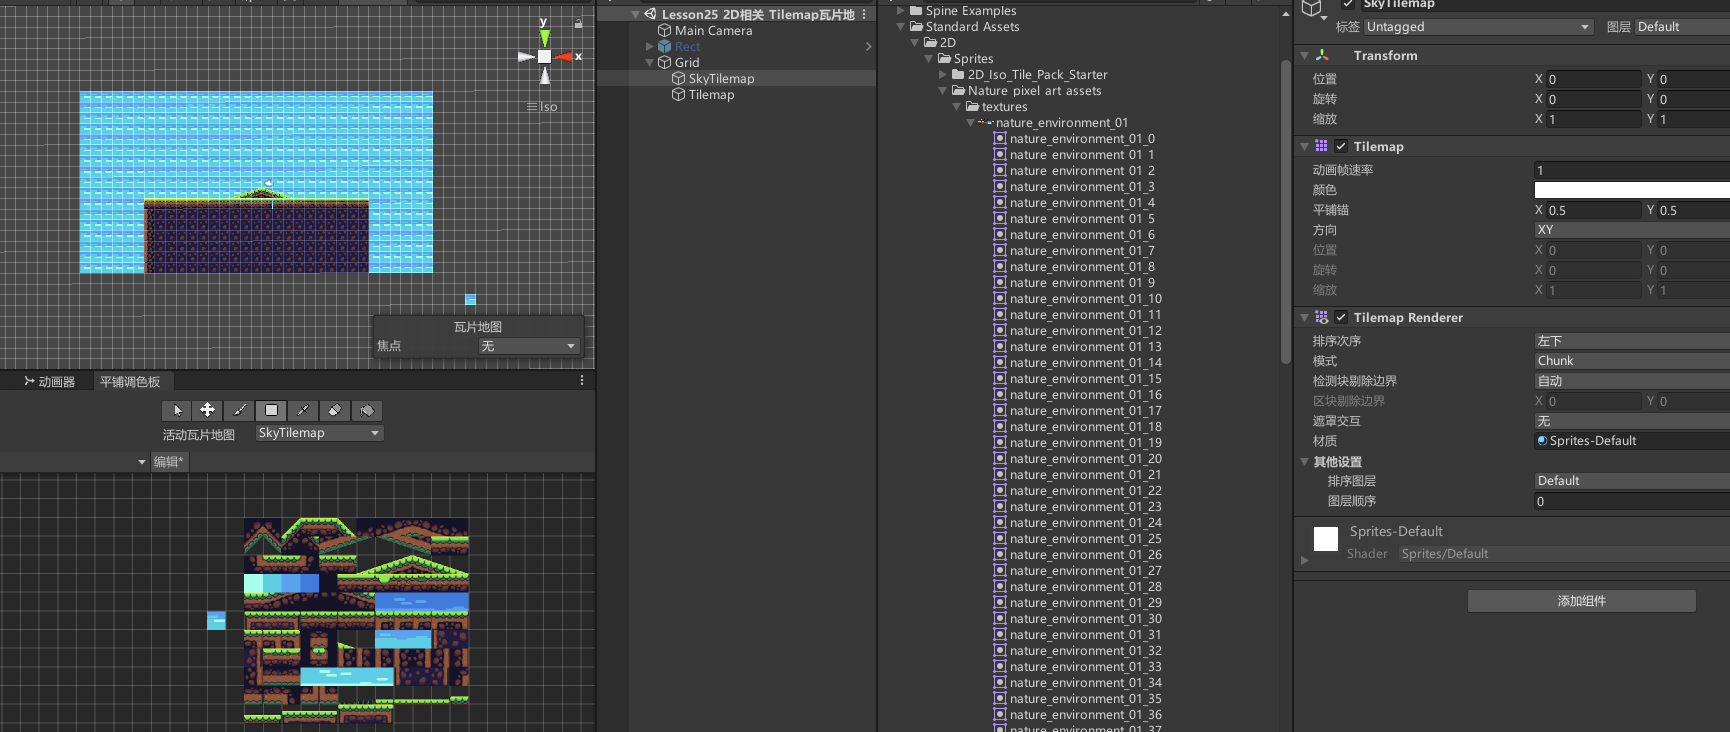 y
x
Iso
瓦片地图
焦点
无
动画器
平铺调色板
活动瓦片地图
SkyTilemap
编辑*
Lesson25 2D相关 Tilemap瓦片地
Main Camera
Rect
Grid
SkyTilemap
Tilemap
Spine Examples
Standard Assets
2D
Sprites
2D_Iso_Tile_Pack_Starter
Nature pixel art assets
textures
nature_environment_01
nature_environment_01_0
nature_environment_01_1
nature_environment_01_2
nature_environment_01_3
nature_environment_01_4
nature_environment_01_5
nature_environment_01_6
nature_environment_01_7
nature_environment_01_8
nature_environment_01_9
nature_environment_01_10
nature_environment_01_11
nature_environment_01_12
nature_environment_01_13
nature_environment_01_14
nature_environment_01_15
nature_environment_01_16
nature_environment_01_17
nature_environment_01_18
nature_environment_01_19
nature_environment_01_20
nature_environment_01_21
nature_environment_01_22
nature_environment_01_23
nature_environment_01_24
nature_environment_01_25
nature_environment_01_26
nature_environment_01_27
nature_environment_01_28
nature_environment_01_29
nature_environment_01_30
nature_environment_01_31
nature_environment_01_32
nature_environment_01_33
nature_environment_01_34
nature_environment_01_35
nature_environment_01_36
nature_environment_01_37
SkyTilemap
标签 Untagged 图层 Default
Transform
位置 X 0 Y 0
旋转 X 0 Y 0
缩放 X 1 Y 1
Tilemap
动画帧速率 1
颜色
平铺锚 X 0.5 Y 0.5
方向 XY
位置 X 0 Y 0
旋转 X 0 Y 0
缩放 X 1 Y 1
Tilemap Renderer
排序次序 左下
模式 Chunk
检测块剔除边界 自动
区块剔除边界 X 0 Y 0
遮罩交互 无
材质 Sprites-Default
其他设置
排序图层 Default
图层顺序 0
Sprites-Default
Shader Sprites/Default
添加组件